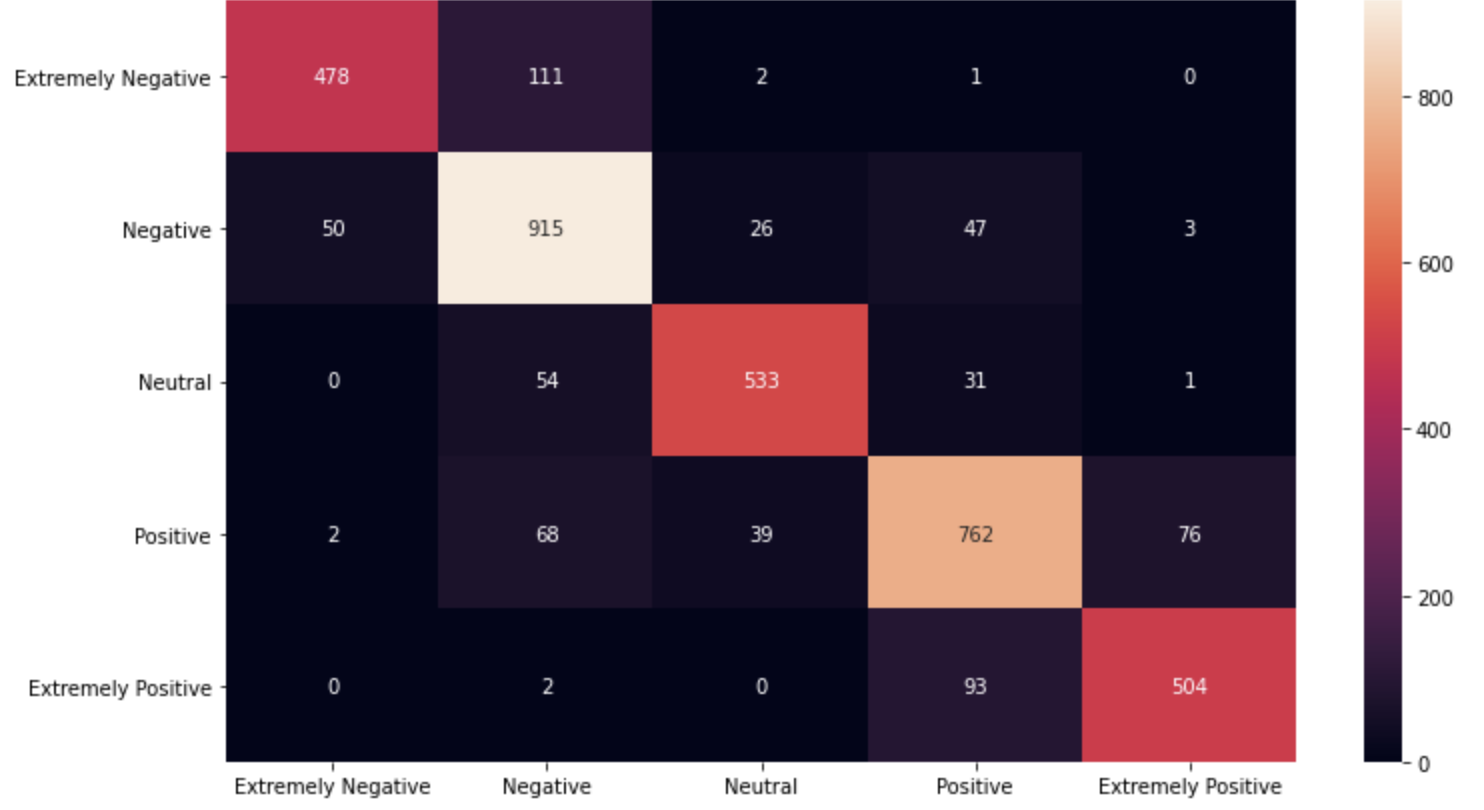 Extremely Negative 478 111 2 1 0
800
Negative 50 915 26 47 3
600
Neutral 0 54 533 31 1
400
Positive 2 68 39 762 76
200
Extremely Positive 0 2 0 93 504
0
Extremely Negative Negative Neutral Positive Extremely Positive